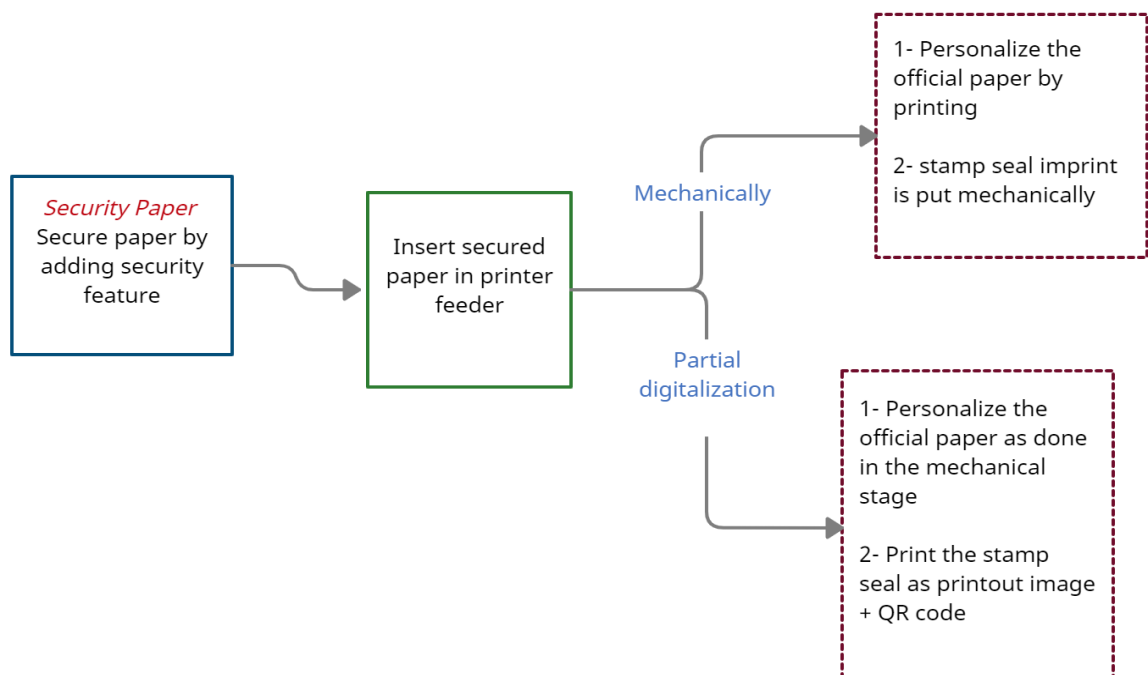 Security Paper
Secure paper by
adding security
feature
Insert secured
paper in printer
feeder
Mechanically
Partial
digitalization
1- Personalize the
official paper by
printing
2- stamp seal imprint
is put mechanically
1- Personalize the
official paper as done
in the mechanical
stage
2- Print the stamp
seal as printout image
+ QR code